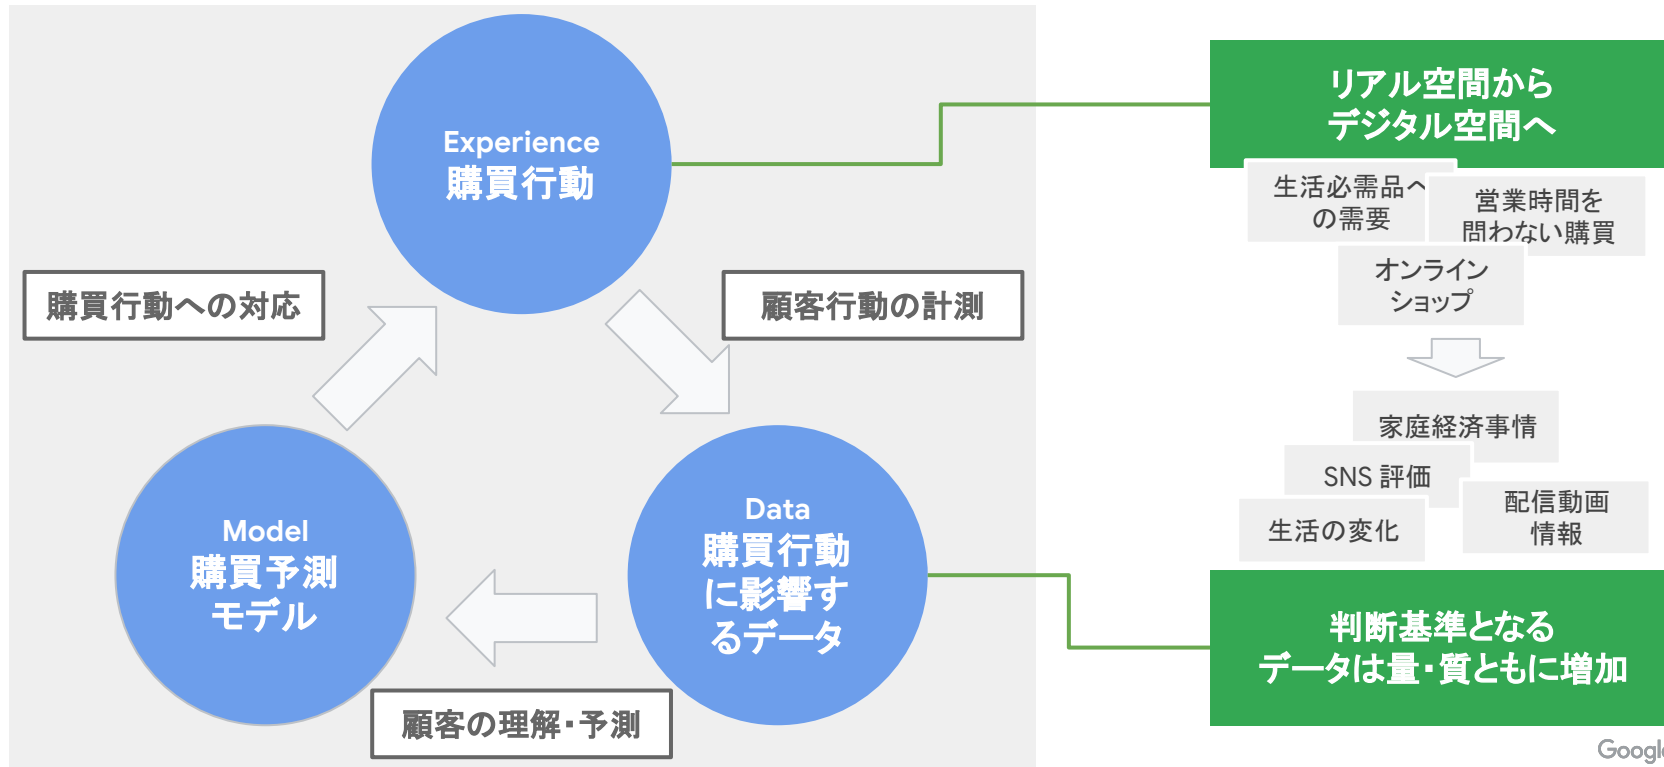 Experience
購買行動
購買行動への対応
顧客行動の計測
Model
購買予測
モデル
Data
購買行動
に影響す
るデータ
顧客の理解・予測
リアル空間から
デジタル空間へ
生活必需品へ
の需要
営業時間を
問わない購買
オンライン
ショップ
家庭経済事情
SNS 評価
生活の変化
配信動画
情報
判断基準となる
データは量・質ともに増加
Google